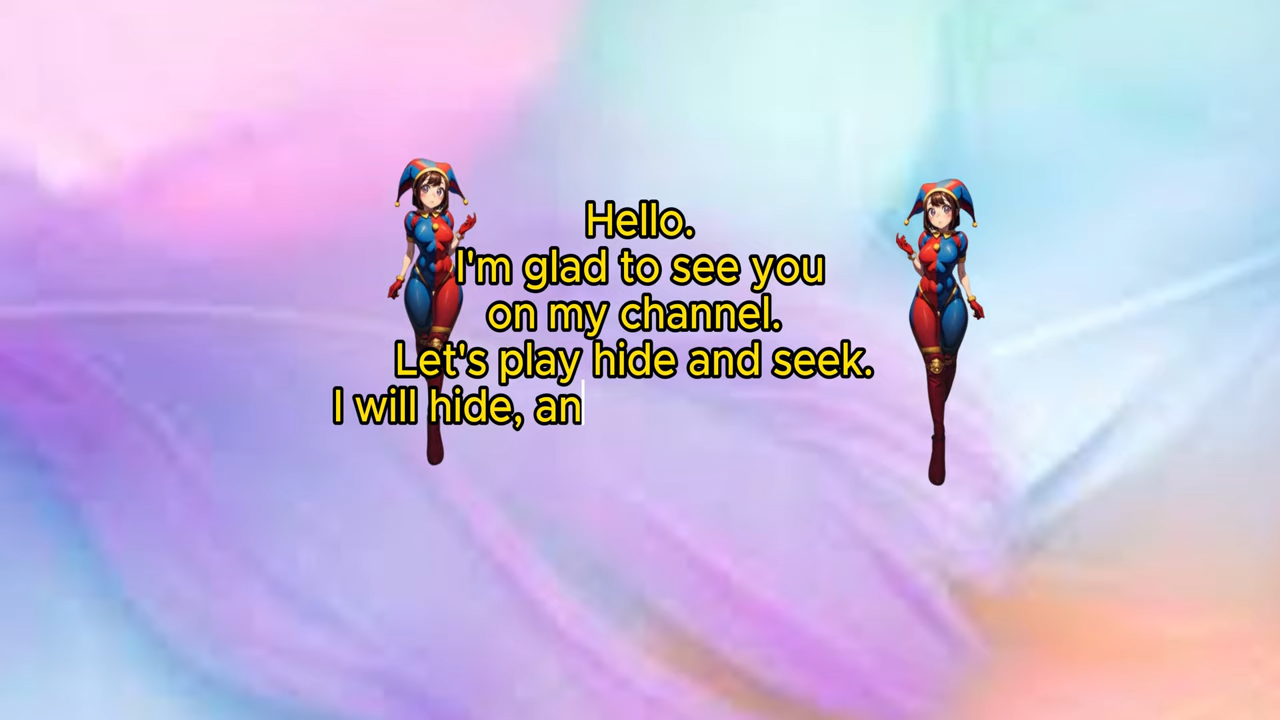 Hello.
I'm glad to see you
on my channel.
Let's play hide and seek.
I will hide, an